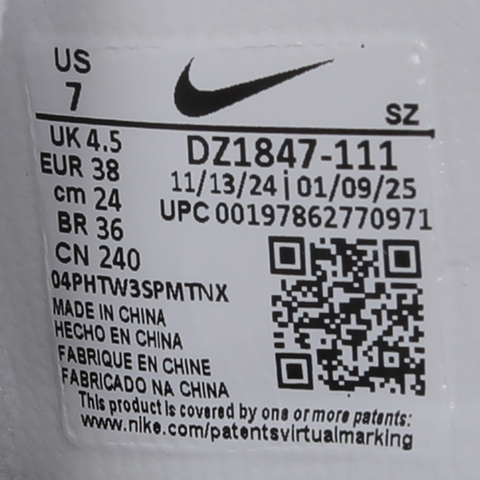 US
7
SZ
UK 4.5
EUR 38
cm 24
BR 36
CN 240
DZ1847-111
11/13/24 | 01/09/25
UPC 00197862770971
04PHTW3SPMTNX
MADE IN CHINA
HECHO EN CHINA
FABRIQUE EN CHINE
FABRICADO NA CHINA
This product is covered by one or more patents:
www.nike.com/patentsvirtualmarking